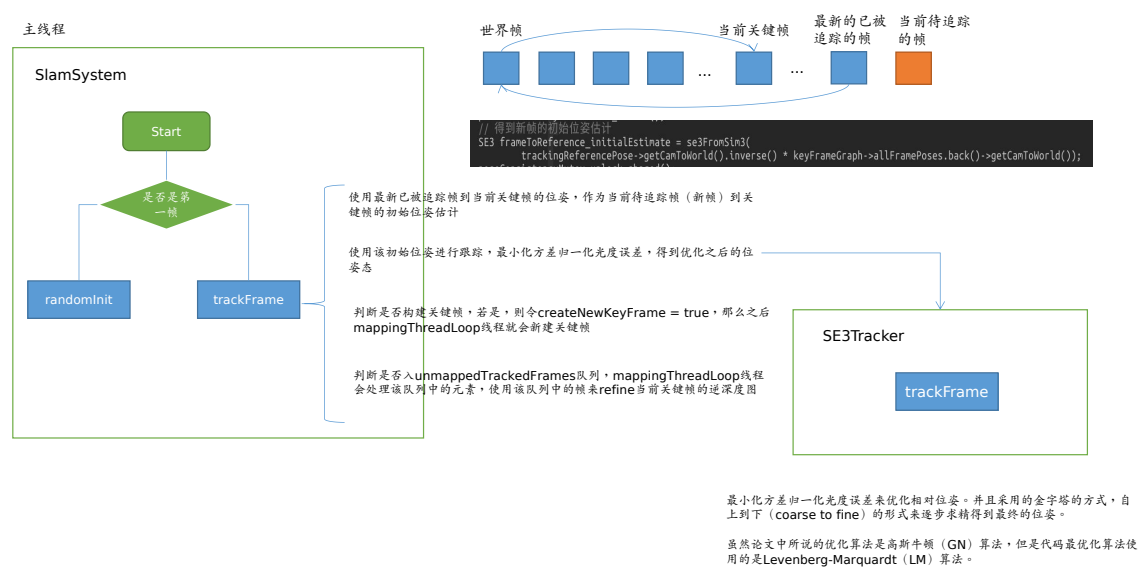 主线程
SlamSystem
Start
是否是第
一帧
randomInit
trackFrame
世界帧
当前关键帧
最新的已被
追踪的帧
当前待追踪
的帧
...
...
// 得到新帧的初始位姿估计
SE3 frameToReference_initialEstimate = se3FromSim3(
trackingReferencePose->getCamToWorld().inverse() * keyFrameGraph->allFramePoses.back()->getCamToWorld());
使用最新已被追踪帧到当前关键帧的位姿，作为当前待追踪帧（新帧）到关
键帧的初始位姿估计
使用该初始位姿进行跟踪，最小化方差归一化光度误差，得到优化之后的位
姿态
判断是否构建关键帧，若是，则令createNewKeyFrame = true，那么之后
mappingThreadLoop线程就会新建关键帧
判断是否入unmappedTrackedFrames队列，mappingThreadLoop线程
会处理该队列中的元素，使用该队列中的帧来refine当前关键帧的逆深度图
SE3Tracker
trackFrame
最小化方差归一化光度误差来优化相对位姿。并且采用的金字塔的方式，自
上到下（coarse to fine）的形式来逐步求精得到最终的位姿。
虽然论文中所说的优化算法是高斯牛顿（GN）算法，但是代码最优化算法使
用的是Levenberg-Marquardt（LM）算法。